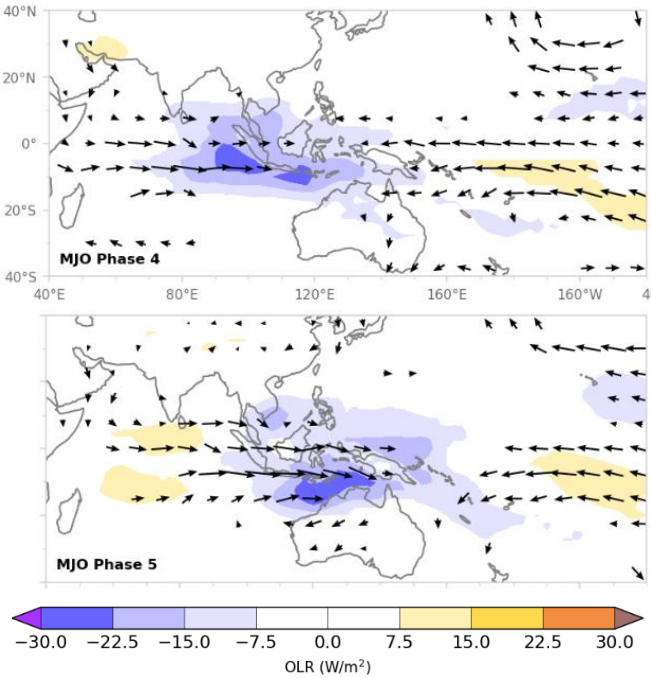 40°N
20°N
0°
20°S
40°S
MJO Phase 4
40°E 80°E 120°E 160°E 160°W 4
MJO Phase 5
−30.0 −22.5 −15.0 −7.5 0.0 7.5 15.0 22.5 30.0
OLR (W/m²)